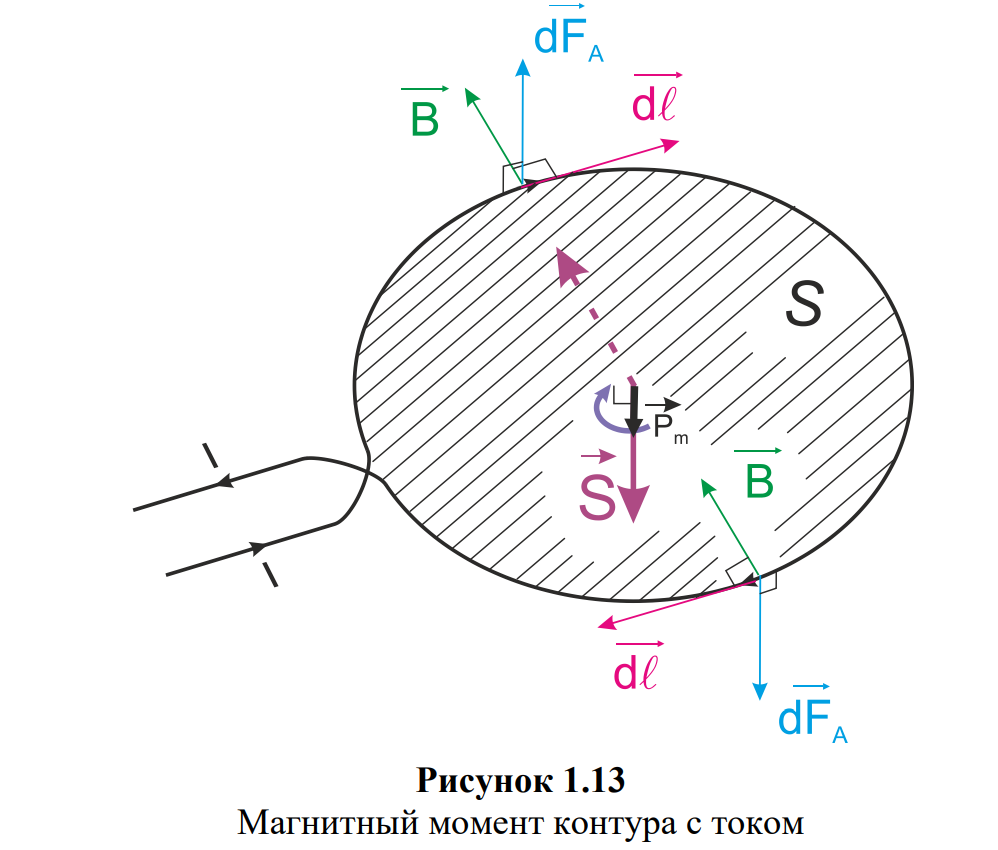 dF_A
B
dℓ
S
P_m
S
B
I
I
dℓ
dF_A
Рисунок 1.13
Магнитный момент контура с током